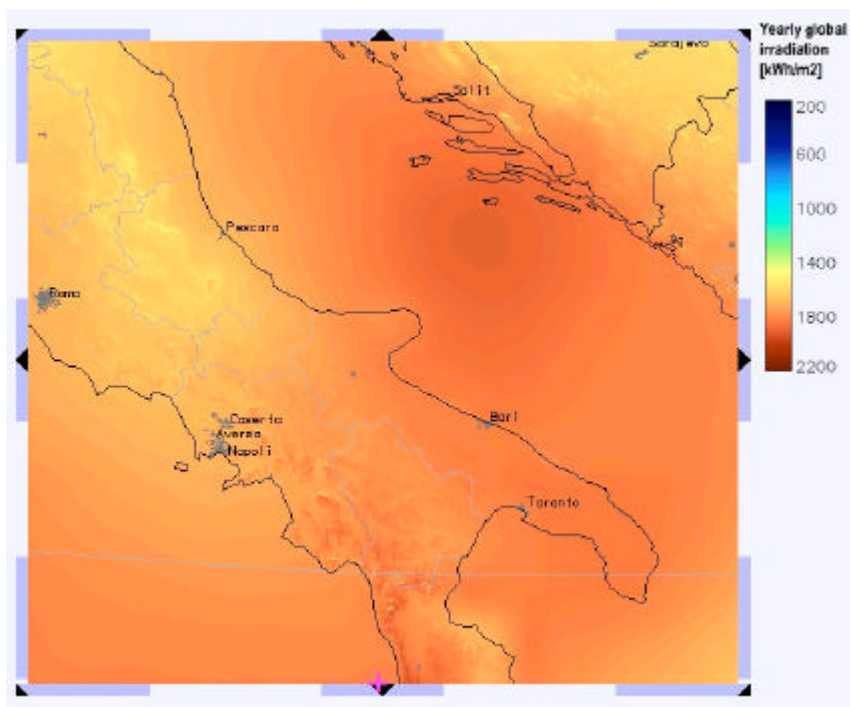 Yearly global
irradiation
[kWh/m2]
Sarajevo
Split
200
600
1000
1400
1800
2200
Pescara
Roma
Caserta
Aversa
Napoli
Bari
Taranto